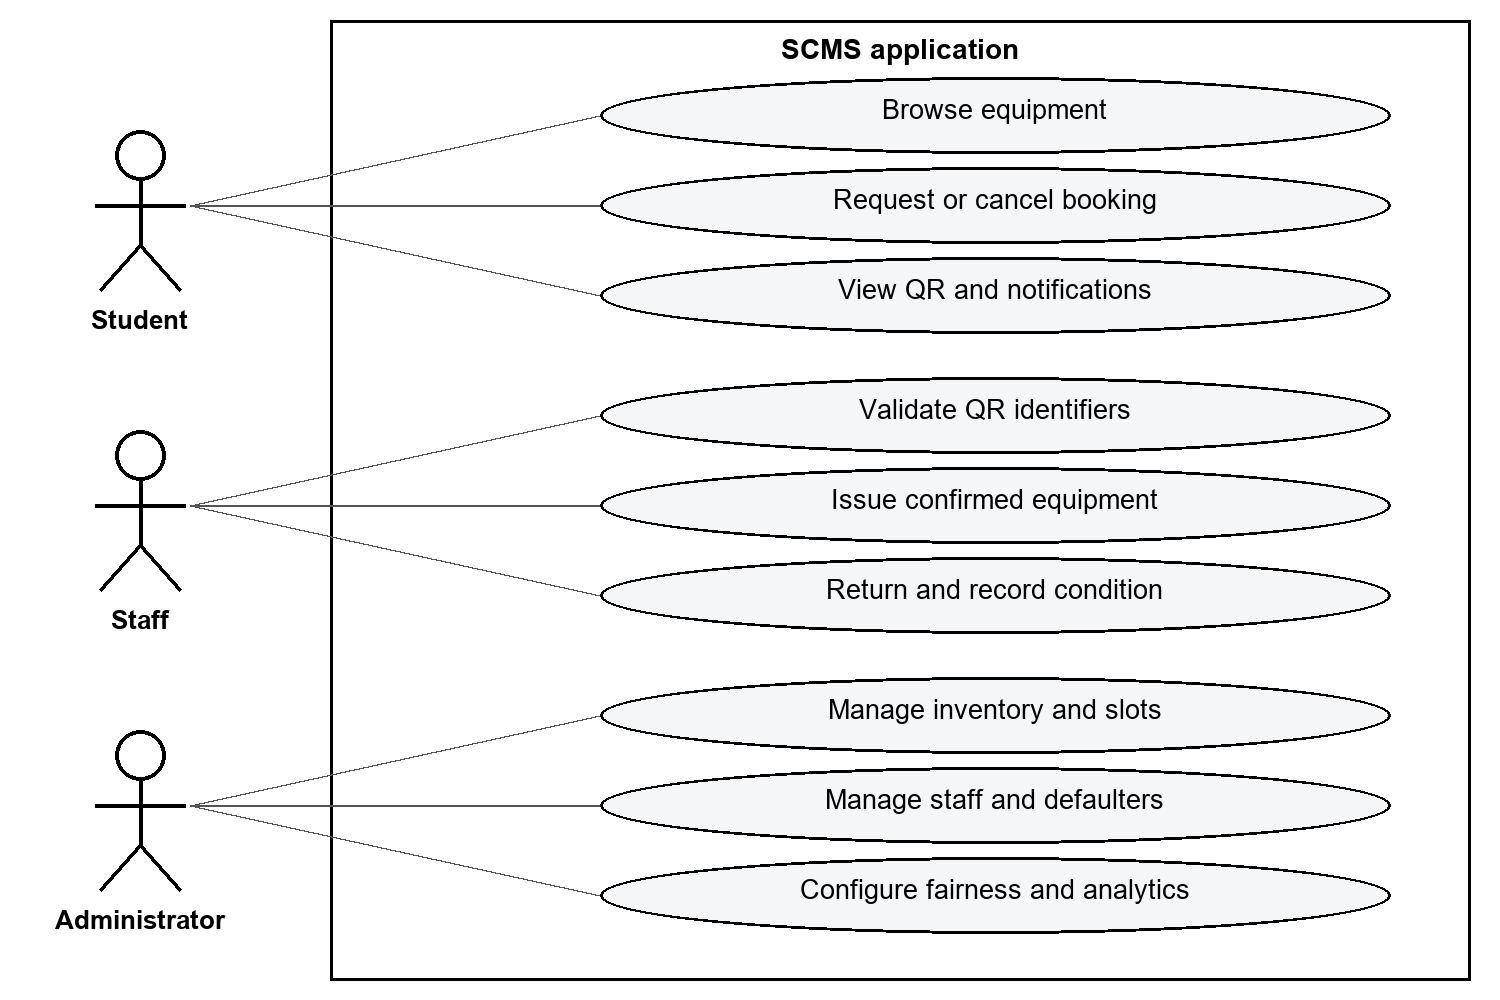 SCMS application
Browse equipment
Request or cancel booking
View QR and notifications
Student
Validate QR identifiers
Issue confirmed equipment
Return and record condition
Staff
Manage inventory and slots
Manage staff and defaulters
Configure fairness and analytics
Administrator